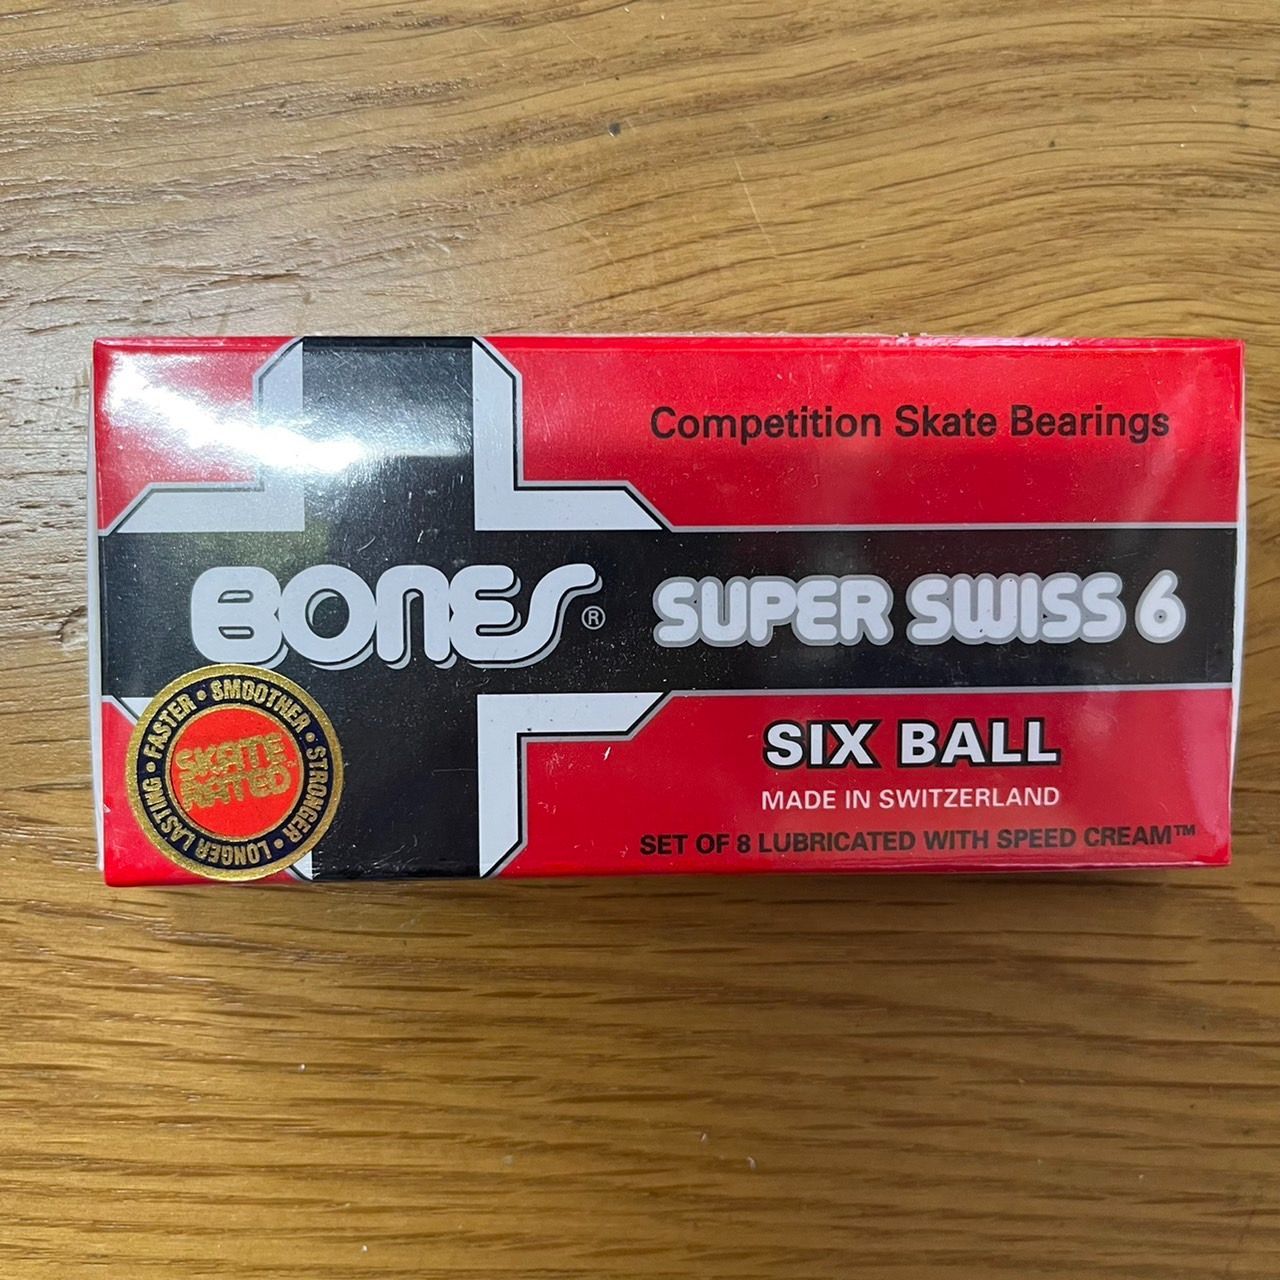 Competition Skate Bearings
BONES® SUPER SWISS 6
SIX BALL
MADE IN SWITZERLAND
SET OF 8 LUBRICATED WITH SPEED CREAM™
FASTER • SMOOTHER • STRONGER • LONGER LASTING •
SKATE
RATED™